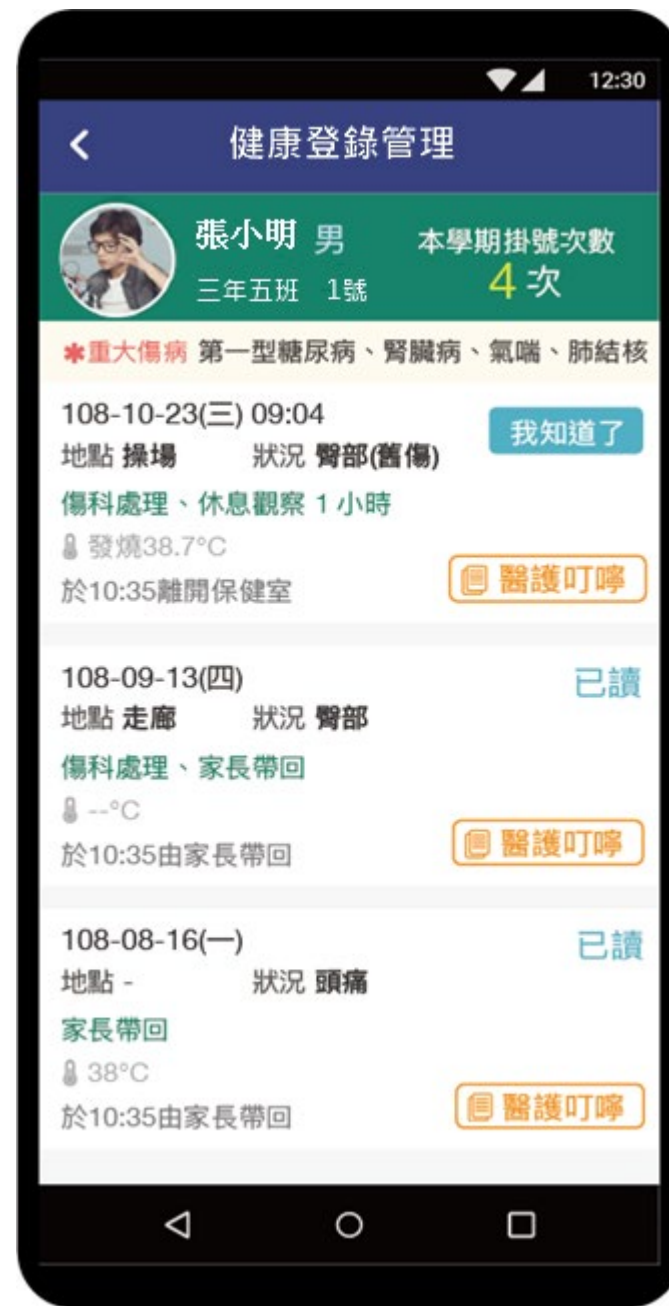 12:30
健康登錄管理
張小明 男
三年五班 1號
本學期掛號次數
4 次
*重大傷病 第一型糖尿病、腎臟病、氣喘、肺結核
108-10-23(三) 09:04
我知道了
地點 操場 狀況 臀部(舊傷)
傷科處理、休息觀察 1 小時
發燒38.7°C
於10:35離開保健室
醫護叮嚀
108-09-13(四)
已讀
地點 走廊 狀況 臀部
傷科處理、家長帶回
--°C
於10:35由家長帶回
醫護叮嚀
108-08-16(一)
已讀
地點 - 狀況 頭痛
家長帶回
38°C
於10:35由家長帶回
醫護叮嚀